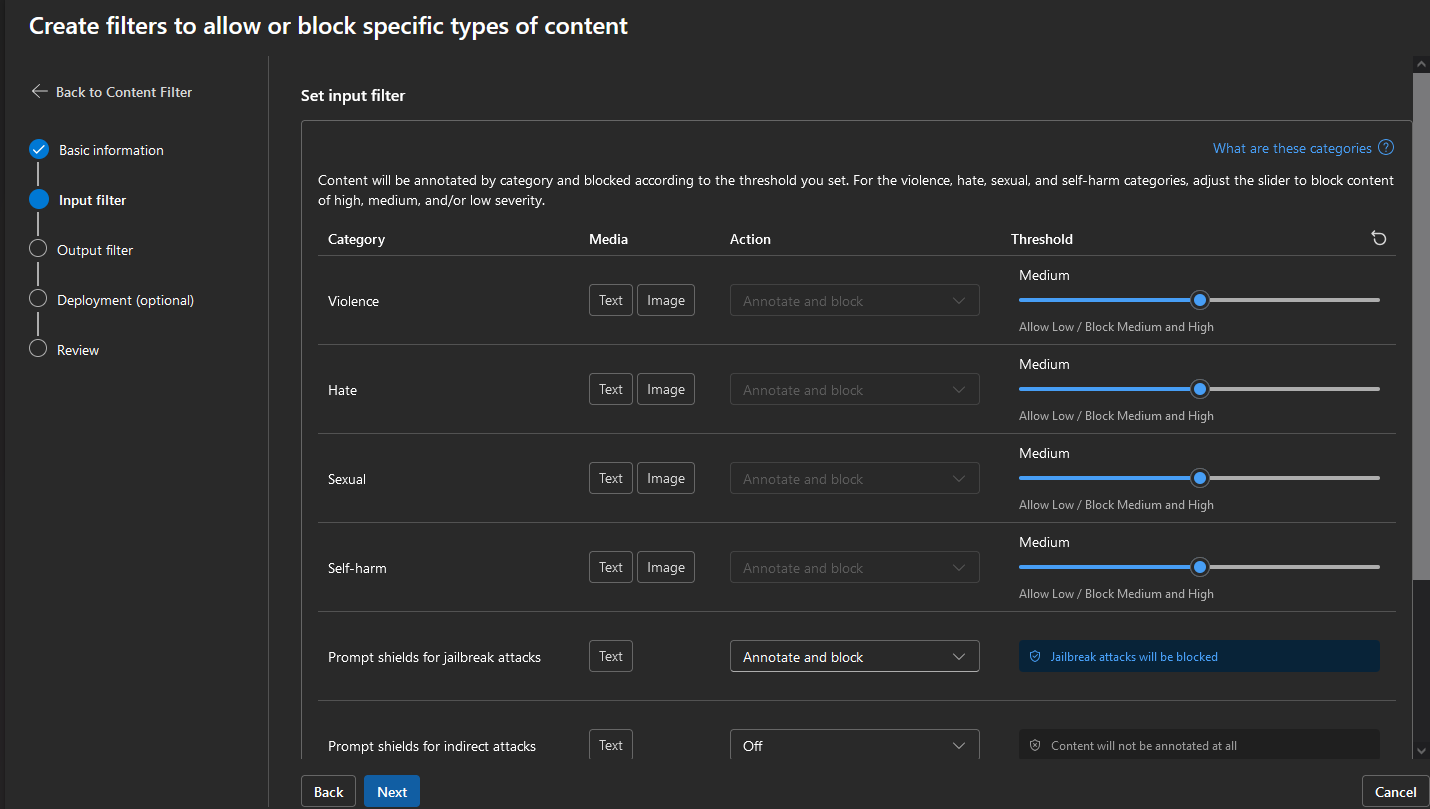 Create filters to allow or block specific types of content
Back to Content Filter
Basic information
Input filter
Output filter
Deployment (optional)
Review
Set input filter
What are these categories
Content will be annotated by category and blocked according to the threshold you set. For the violence, hate, sexual, and self-harm categories, adjust the slider to block content
of high, medium, and/or low severity.
Category Media Action Threshold
Violence Text Image Annotate and block Medium
Allow Low / Block Medium and High
Hate Text Image Annotate and block Medium
Allow Low / Block Medium and High
Sexual Text Image Annotate and block Medium
Allow Low / Block Medium and High
Self-harm Text Image Annotate and block Medium
Allow Low / Block Medium and High
Prompt shields for jailbreak attacks Text Annotate and block Jailbreak attacks will be blocked
Prompt shields for indirect attacks Text Off Content will not be annotated at all
Back Next Cancel